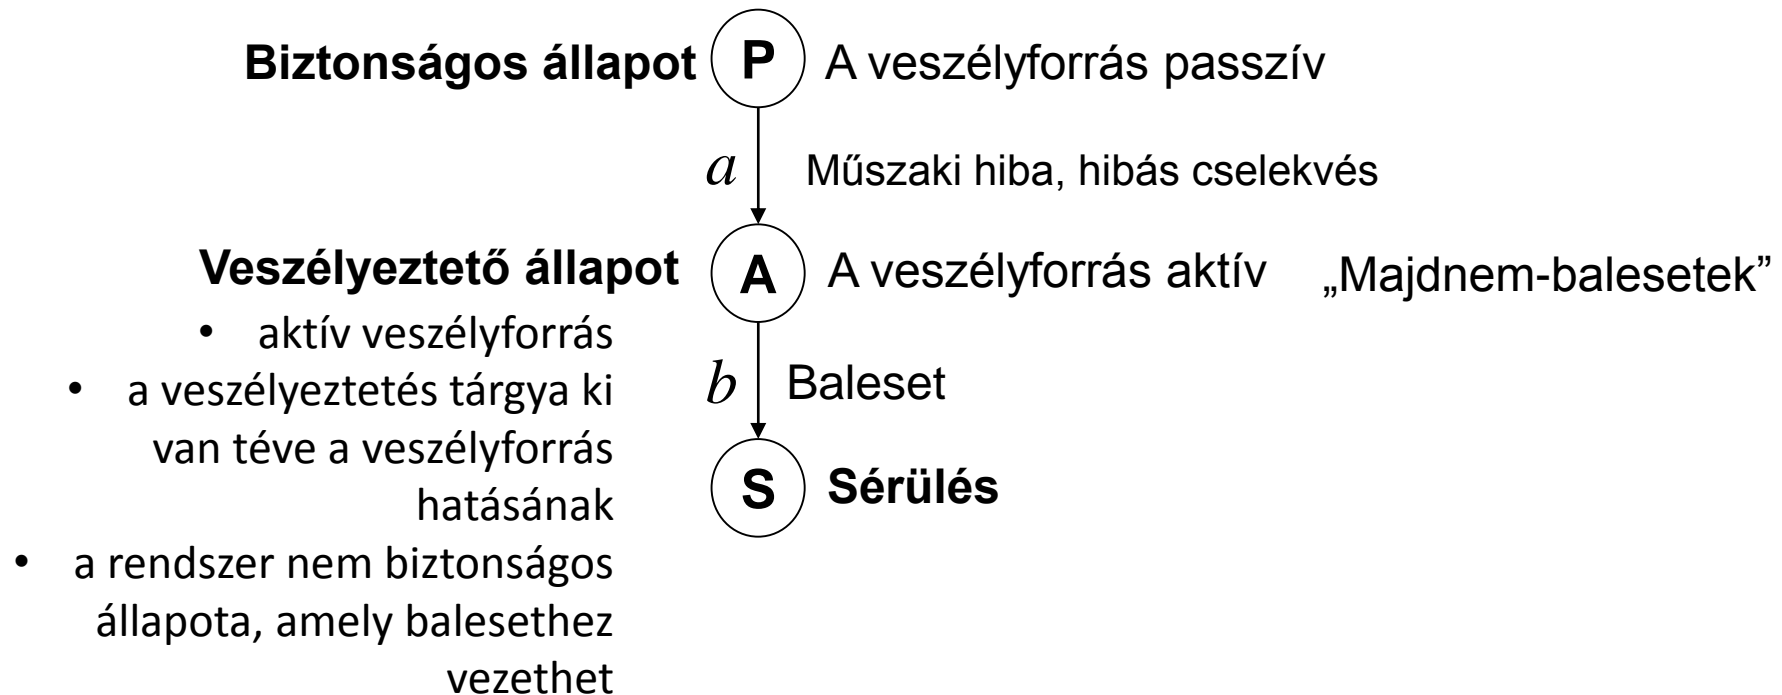 Biztonságos állapot P A veszélyforrás passzív
a Műszaki hiba, hibás cselekvés
Veszélyeztető állapot A A veszélyforrás aktív „Majdnem-balesetek”
• aktív veszélyforrás
• a veszélyeztetés tárgya ki
van téve a veszélyforrás
hatásának
• a rendszer nem biztonságos
állapota, amely balesethez
vezethet
b Baleset
S Sérülés